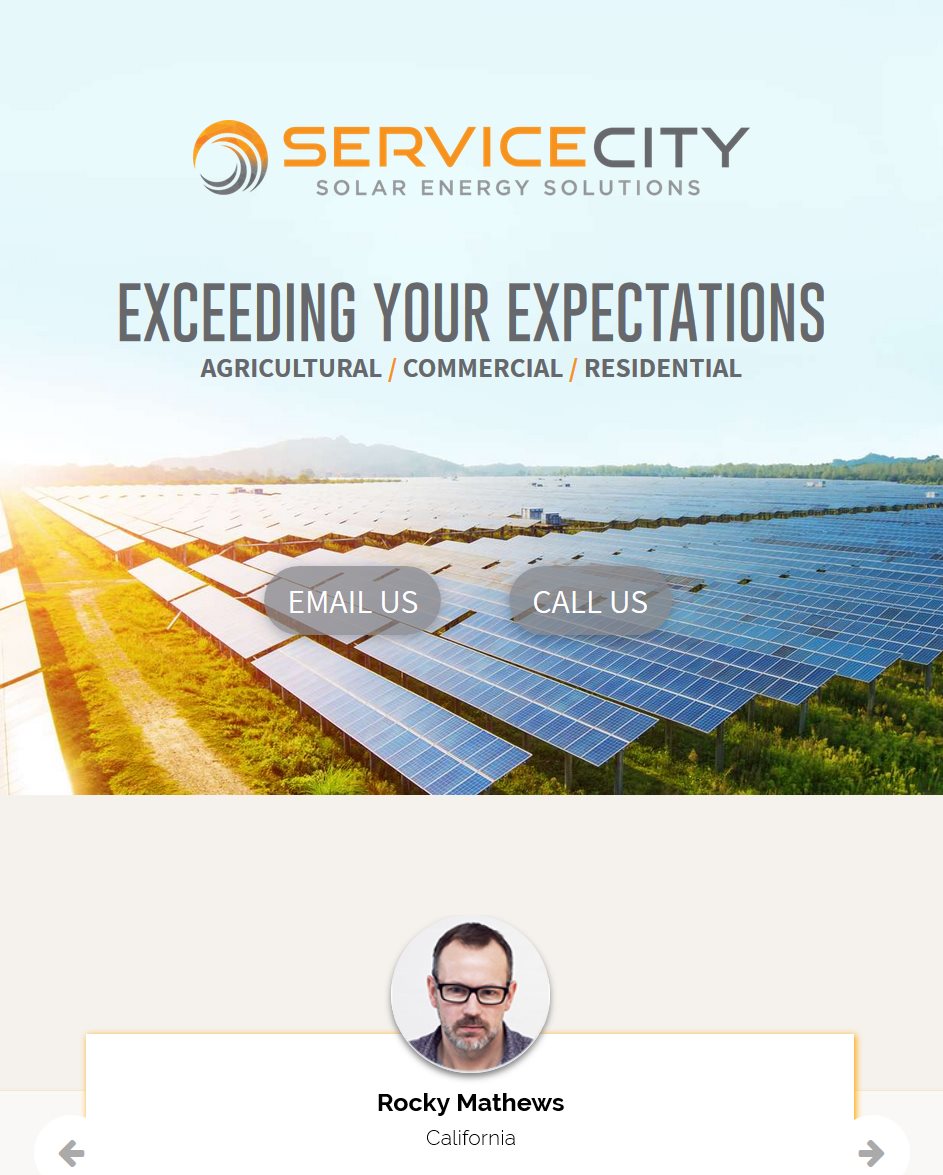 SERVICECITY
SOLAR ENERGY SOLUTIONS
EXCEEDING YOUR EXPECTATIONS
AGRICULTURAL / COMMERCIAL / RESIDENTIAL
EMAIL US
CALL US
Rocky Mathews
California